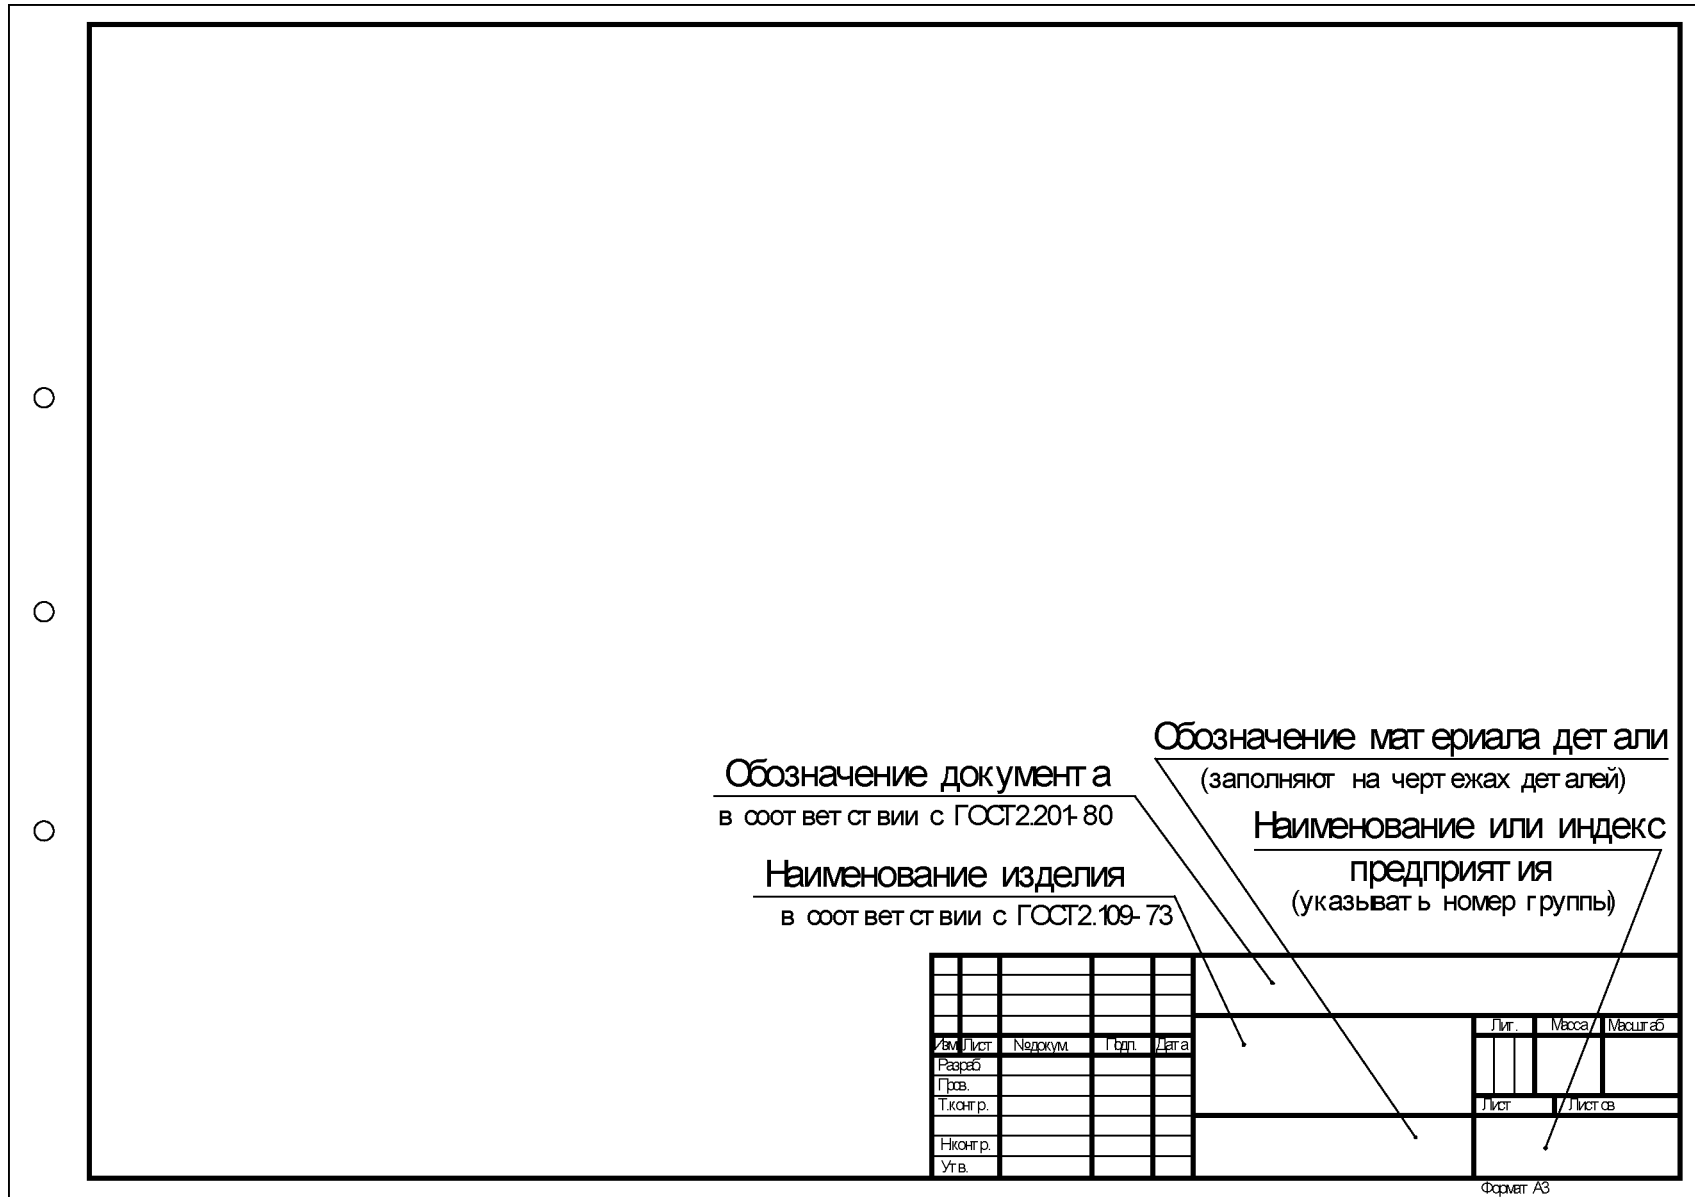 Обозначение материала детали
(заполняют на чертежах деталей)
Обозначение документа
в соответствии с ГОСТ2.201-80
Наименование или индекс
предприятия
(указывать номер группы)
Наименование изделия
в соответствии с ГОСТ2.109-73
Лит. Масса Масштаб
Изм Лист №докум. Подп. Дата
Разраб
Пров.
Т.контр.
Лист Листов
Нконтр.
Утв.
Формат А3